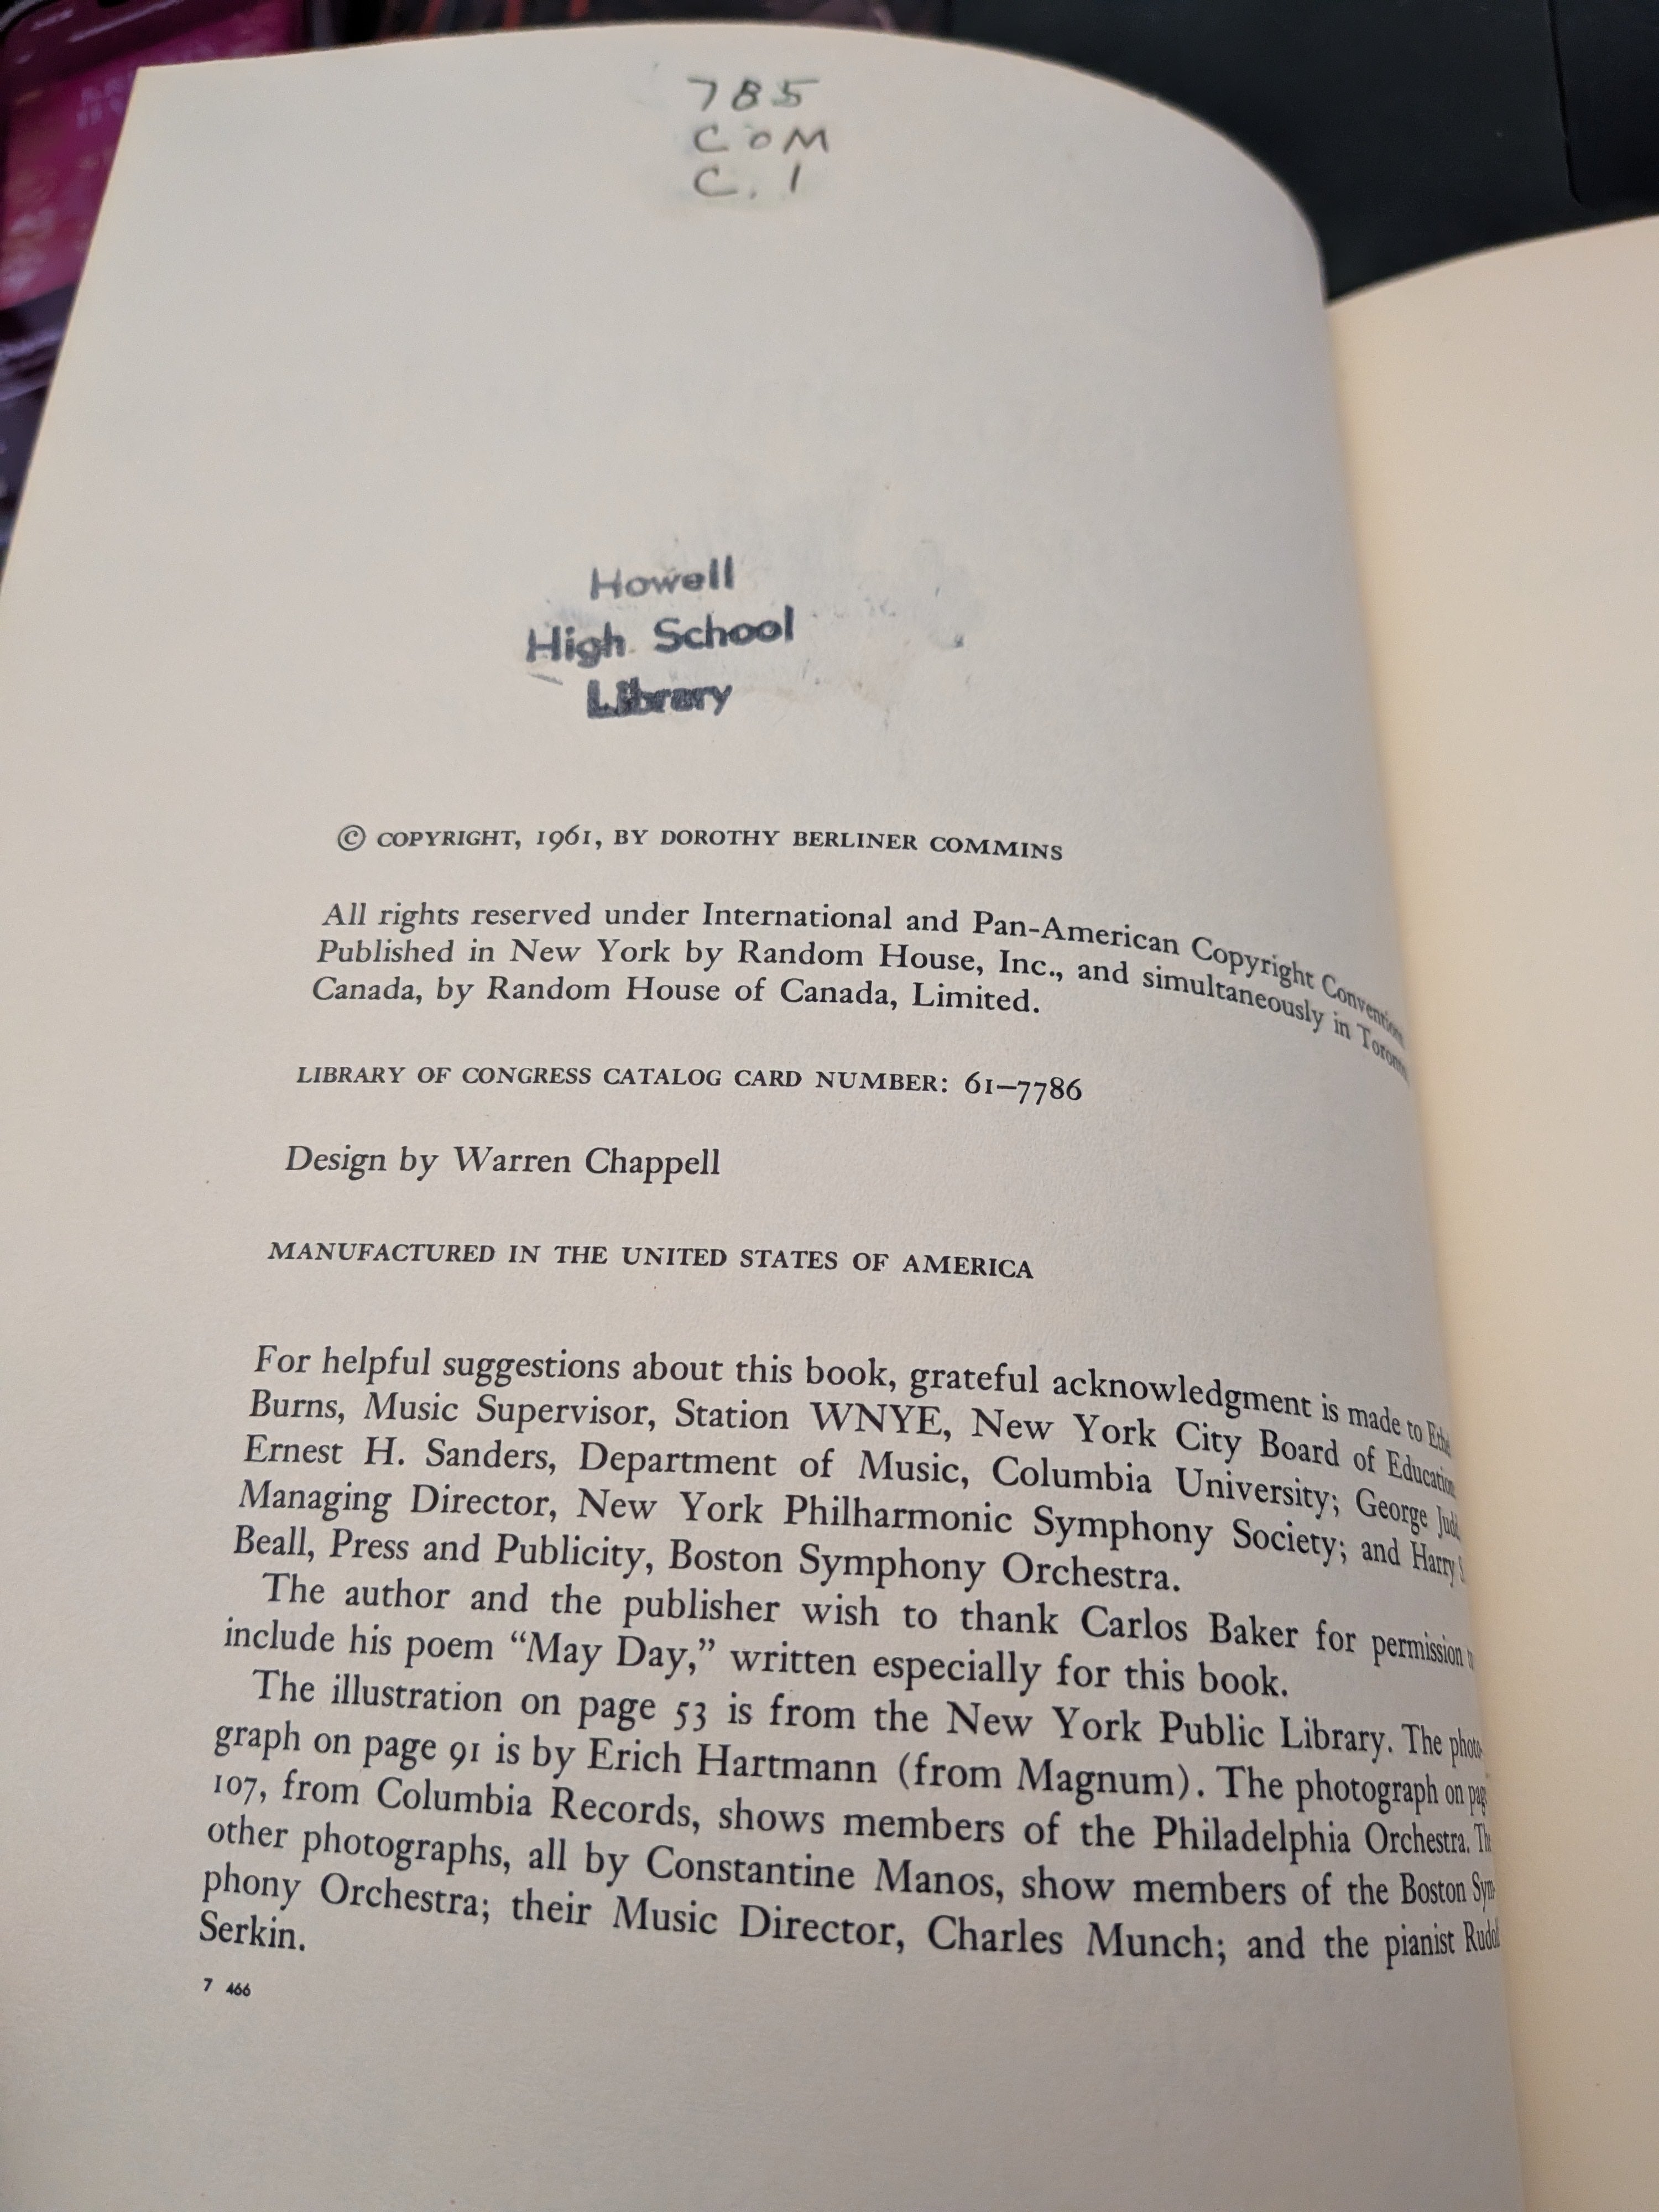 785
COM
C. 1
Howell
High School
Library
© COPYRIGHT, 1961, BY DOROTHY BERLINER COMMINS
All rights reserved under International and Pan-American Copyright Conventions
Published in New York by Random House, Inc., and simultaneously in Toronto
Canada, by Random House of Canada, Limited.
LIBRARY OF CONGRESS CATALOG CARD NUMBER: 61–7786
Design by Warren Chappell
MANUFACTURED IN THE UNITED STATES OF AMERICA
For helpful suggestions about this book, grateful acknowledgment is made to
Burns, Music Supervisor, Station WNYE, New York City Board of Education
Ernest H. Sanders, Department of Music, Columbia University; George
Managing Director, New York Philharmonic Symphony Society; and Harry
Beall, Press and Publicity, Boston Symphony Orchestra.
The author and the publisher wish to thank Carlos Baker for permission
include his poem “May Day,” written especially for this book.
The illustration on page 53 is from the New York Public Library. The photo-
graph on page 91 is by Erich Hartmann (from Magnum). The photograph on page
107, from Columbia Records, shows members of the Philadelphia Orchestra. The
other photographs, all by Constantine Manos, show members of the Boston Sym-
phony Orchestra; their Music Director, Charles Munch; and the pianist Rudolf
Serkin.
7 466